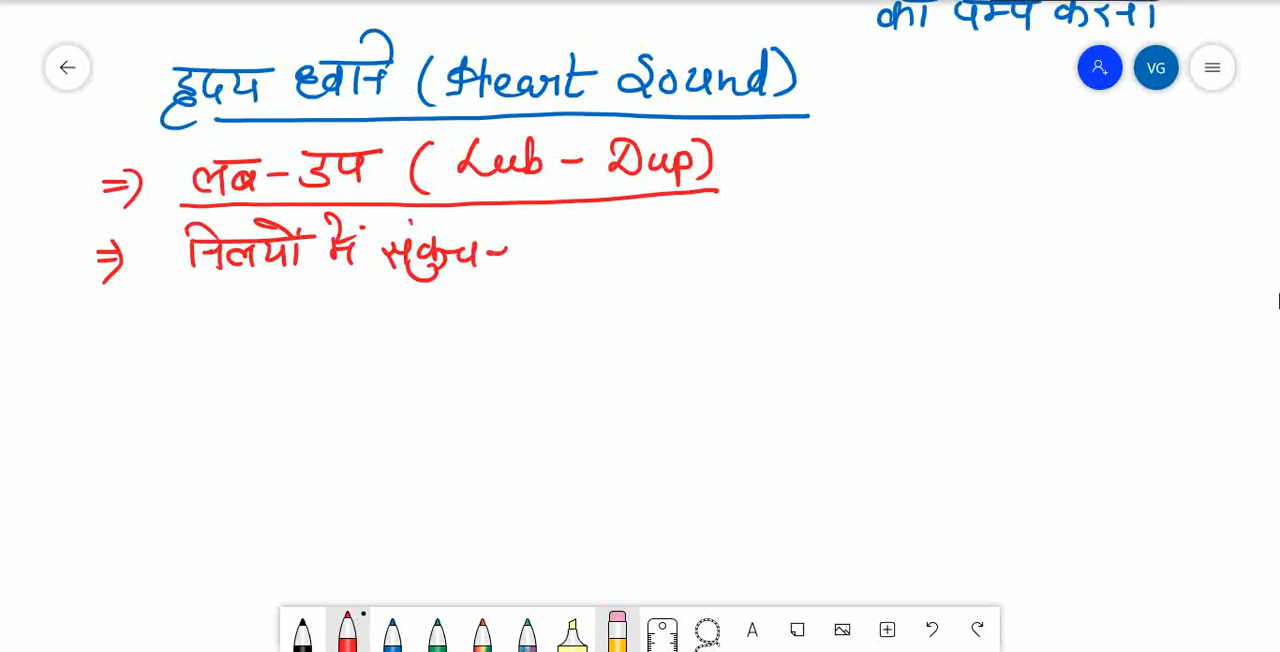 को पम्प करना
हृदय ध्वनि (Heart Sound)
VG
⇒ लब - डप (Lub - Dup)
⇒ निलयों में संकुच-
A